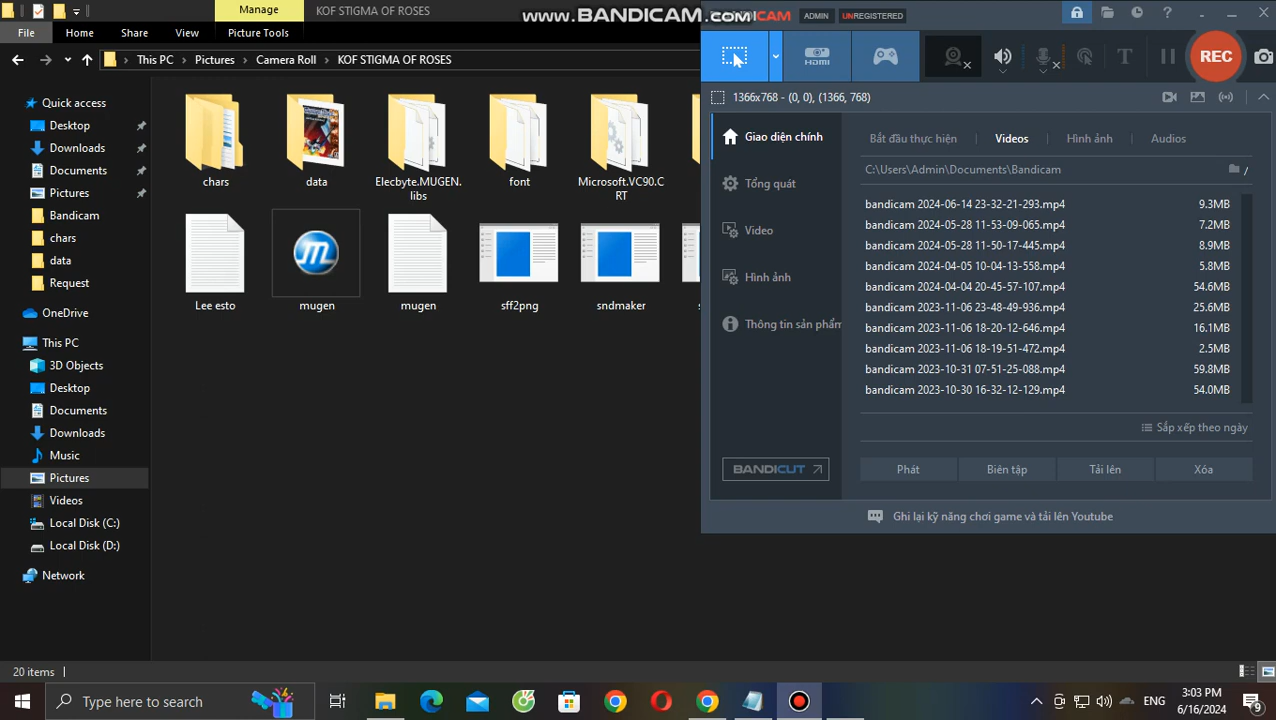 Manage
KOF STIGMA OF ROSES
www.BANDICAM.com
BANDICAM
ADMIN
UNREGISTERED
File
Home
Share
View
Picture Tools
This PC
Pictures
Camera Roll
KOF STIGMA OF ROSES
HDMI
REC
1366x768 - (0, 0), (1366, 768)
Quick access
Desktop
Downloads
Documents
Pictures
Bandicam
chars
data
Request
OneDrive
This PC
3D Objects
Desktop
Documents
Downloads
Music
Pictures
Videos
Local Disk (C:)
Local Disk (D:)
Network
chars
data
Elecbyte.MUGEN.
libs
font
Microsoft.VC90.C
RT
Lee esto
mugen
mugen
sff2png
sndmaker
Giao diện chính
Tổng quát
Video
Hình ảnh
Thông tin sản phẩm
BANDICUT
Bắt đầu thực hiện
Videos
Hình ảnh
Audios
C:\Users\Admin\Documents\Bandicam
/
bandicam 2024-06-14 23-32-21-293.mp4 9.3MB
bandicam 2024-05-28 11-53-09-065.mp4 7.2MB
bandicam 2024-05-28 11-50-17-445.mp4 8.9MB
bandicam 2024-04-05 10-04-13-558.mp4 5.8MB
bandicam 2024-04-04 20-45-57-107.mp4 54.6MB
bandicam 2023-11-06 23-48-49-936.mp4 25.6MB
bandicam 2023-11-06 18-20-12-646.mp4 16.1MB
bandicam 2023-11-06 18-19-51-472.mp4 2.5MB
bandicam 2023-10-31 07-51-25-088.mp4 59.8MB
bandicam 2023-10-30 16-32-12-129.mp4 54.0MB
Sắp xếp theo ngày
Phát
Biên tập
Tải lên
Xóa
Ghi lại kỹ năng chơi game và tải lên Youtube
20 items
Type here to search
ENG
3:03 PM
6/16/2024
9